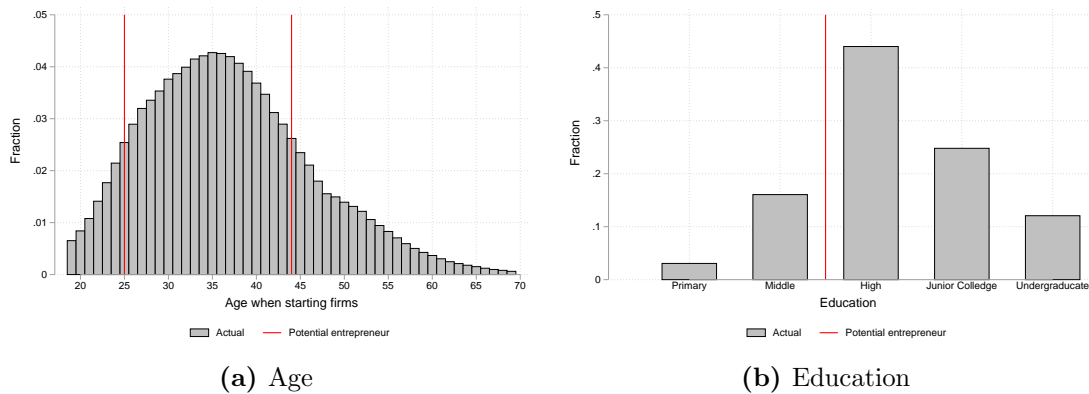 .05
.04
.03
.02
.01
0
Fraction
20 25 30 35 40 45 50 55 60 65 70
Age when starting firms
Actual Potential entrepreneur
(a) Age
.5
.4
.3
.2
.1
0
Fraction
Primary Middle High Junior Colledge Undergraducate
Education
Actual Potential entrepreneur
(b) Education